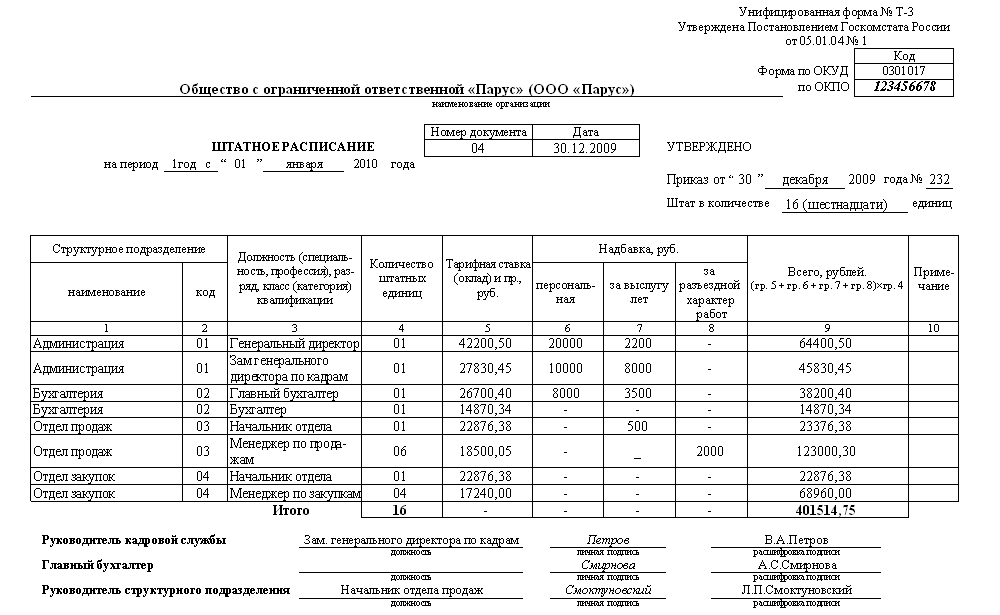 Унифицированная форма № Т-3
Утверждена Постановлением Госкомстата России
от 05.01.04 № 1
Код
Форма по ОКУД 0301017
Общество с ограниченной ответственной «Парус» (ООО «Парус») по ОКПО 123456678
наименование организации
Номер документа Дата
ШТАТНОЕ РАСПИСАНИЕ 04 30.12.2009 УТВЕРЖДЕНО
на период 1год с “ 01 ” января 2010 года
Приказ от “ 30 ” декабря 2009 года № 232
Штат в количестве 16 (шестнадцати) единиц
Структурное подразделение
наименование
код
Должность (специаль-
ность, профессия), раз-
ряд, класс (категория)
квалификации
Количество
штатных
единиц
Тарифная ставка
(оклад) и пр.,
руб.
Надбавка, руб.
персональ-
ная
за выслугу
лет
за
разъездной
характер
работ
Всего, рублей.
(гр. 5 + гр. 6 + гр. 7 + гр. 8)×гр.4
Приме-
чание
1 2 3 4 5 6 7 8 9 10
Администрация 01 Генеральный директор 01 42200,50 20000 2200 - 64400,50
Администрация 01 Зам генерального
директора по кадрам 01 27830,45 10000 8000 - 45830,45
Бухгалтерия 02 Главный бухгалтер 01 26700,40 8000 3500 - 38200,40
Бухгалтерия 02 Бухгалтер 01 14870,34 - - - 14870,34
Отдел продаж 03 Начальник отдела 01 22876,38 - 500 - 23376,38
Отдел продаж 03 Менеджер по прода-
жам 06 18500,05 - _ 2000 123000,30
Отдел закупок 04 Начальник отдела 01 22876,38 - - - 22876,38
Отдел закупок 04 Менеджер по закупкам 04 17240,00 - - - 68960,00
Итого 16 - - - - 401514,75
Руководитель кадровой службы Зам. генерального директора по кадрам Петров В.А.Петров
должность личная подпись расшифровка подписи
Главный бухгалтер Смирнова А.С.Смирнова
должность личная подпись расшифровка подписи
Руководитель структурного подразделения Начальник отдела продаж Смоктуновский Л.П.Смоктуновский
должность личная подпись расшифровка подписи